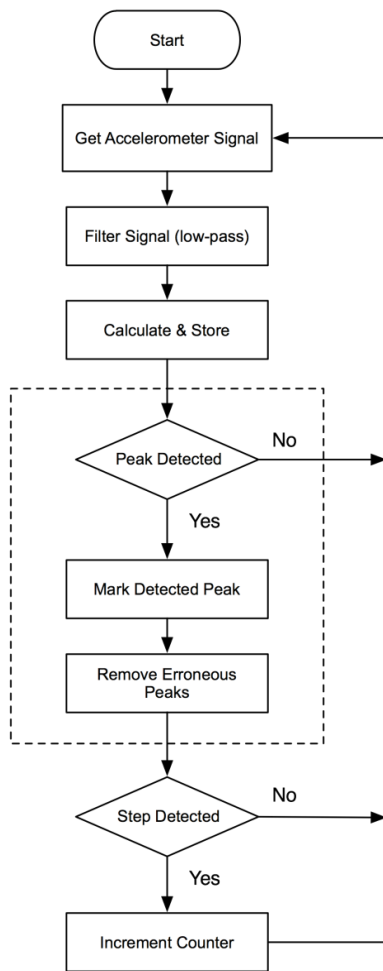 Start
Get Accelerometer Signal
Filter Signal (low-pass)
Calculate & Store
Peak Detected
No
Yes
Mark Detected Peak
Remove Erroneous
Peaks
Step Detected
No
Yes
Increment Counter